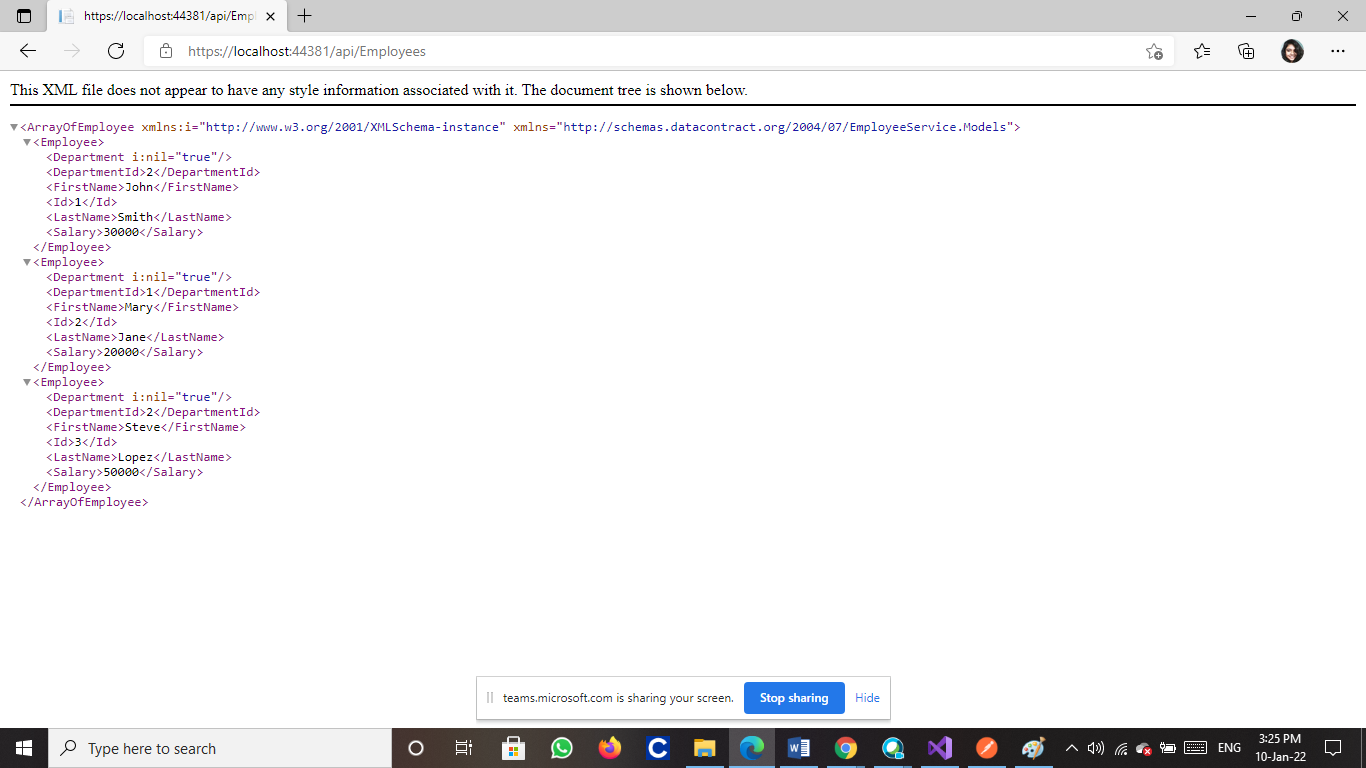 https://localhost:44381/api/Emp
https://localhost:44381/api/Employees
This XML file does not appear to have any style information associated with it. The document tree is shown below.
<ArrayOfEmployee xmlns:i="http://www.w3.org/2001/XMLSchema-instance" xmlns="http://schemas.datacontract.org/2004/07/EmployeeService.Models">
<Employee>
<Department i:nil="true"/>
<DepartmentId>2</DepartmentId>
<FirstName>John</FirstName>
<Id>1</Id>
<LastName>Smith</LastName>
<Salary>30000</Salary>
</Employee>
<Employee>
<Department i:nil="true"/>
<DepartmentId>1</DepartmentId>
<FirstName>Mary</FirstName>
<Id>2</Id>
<LastName>Jane</LastName>
<Salary>20000</Salary>
</Employee>
<Employee>
<Department i:nil="true"/>
<DepartmentId>2</DepartmentId>
<FirstName>Steve</FirstName>
<Id>3</Id>
<LastName>Lopez</LastName>
<Salary>50000</Salary>
</Employee>
</ArrayOfEmployee>
teams.microsoft.com is sharing your screen. Stop sharing Hide
Type here to search
ENG
3:25 PM
10-Jan-22